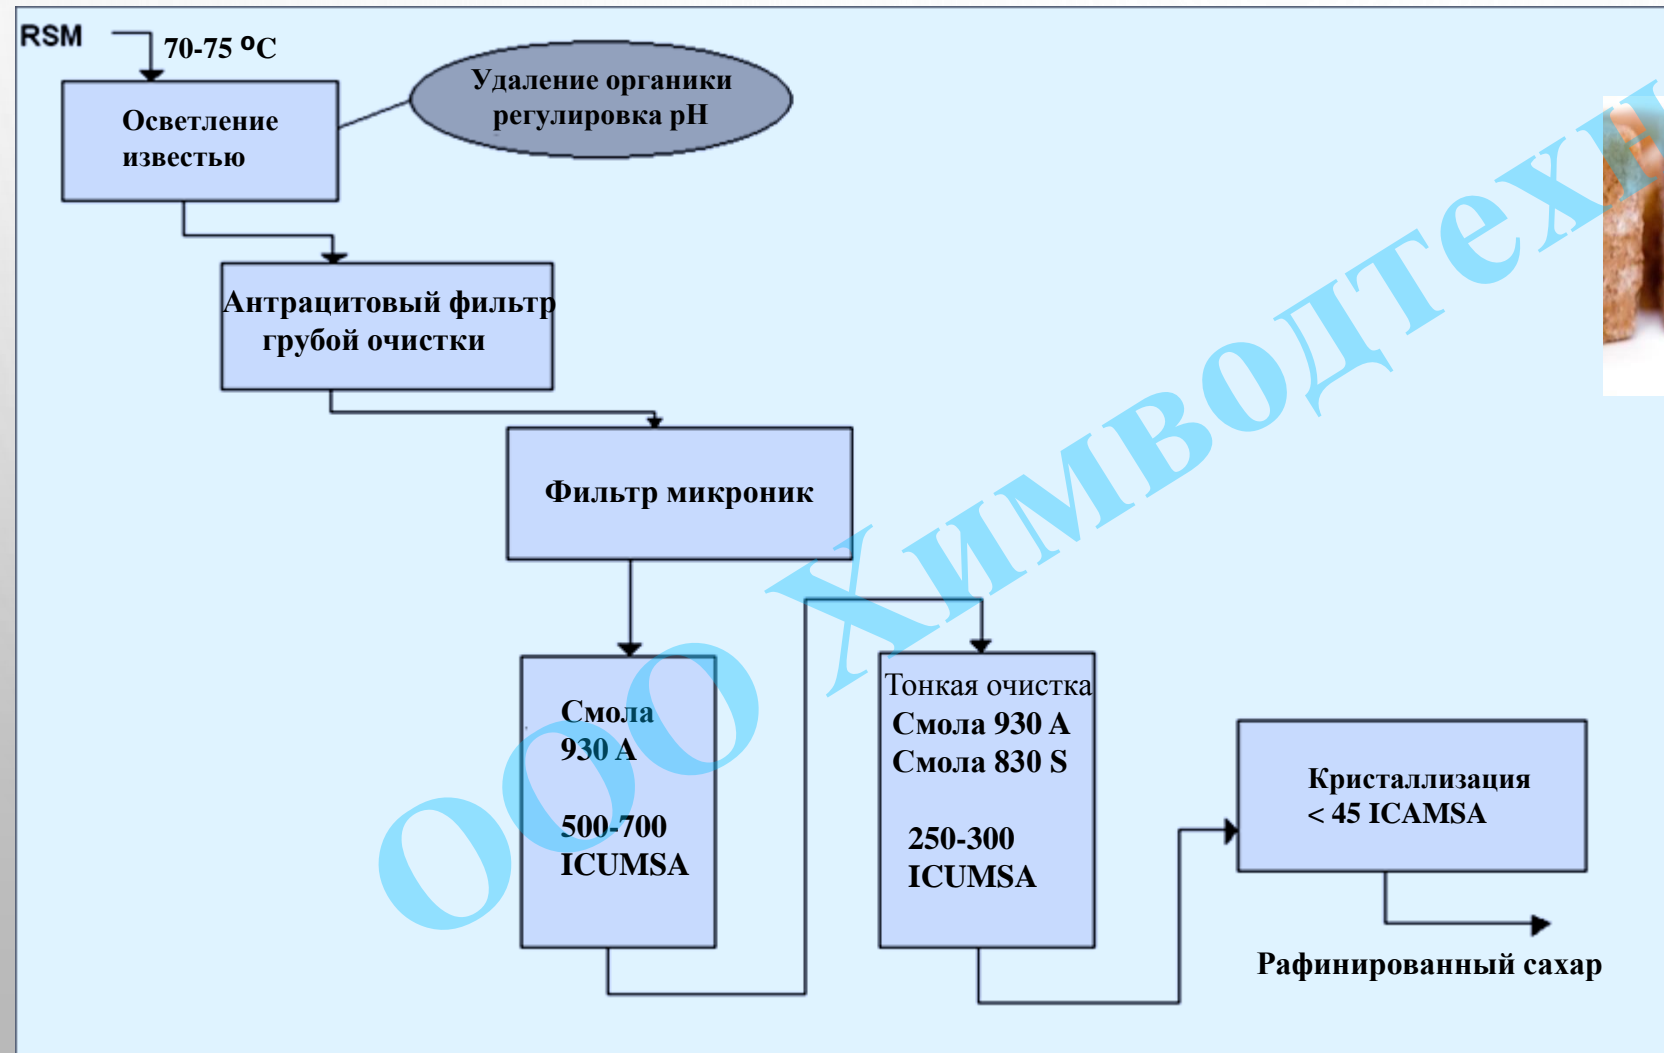 RSM
70-75 ⁰C
Удаление органики
регулировка pH
Осветление
известью
Антрацитовый фильтр
грубой очистки
Фильтр микроник
Смола
930 A
500-700
ICUMSA
Тонкая очистка
Смола 930 A
Смола 830 S
250-300
ICUMSA
Кристаллизация
< 45 ICAMSA
Рафинированный сахар
ООО Химводтехн